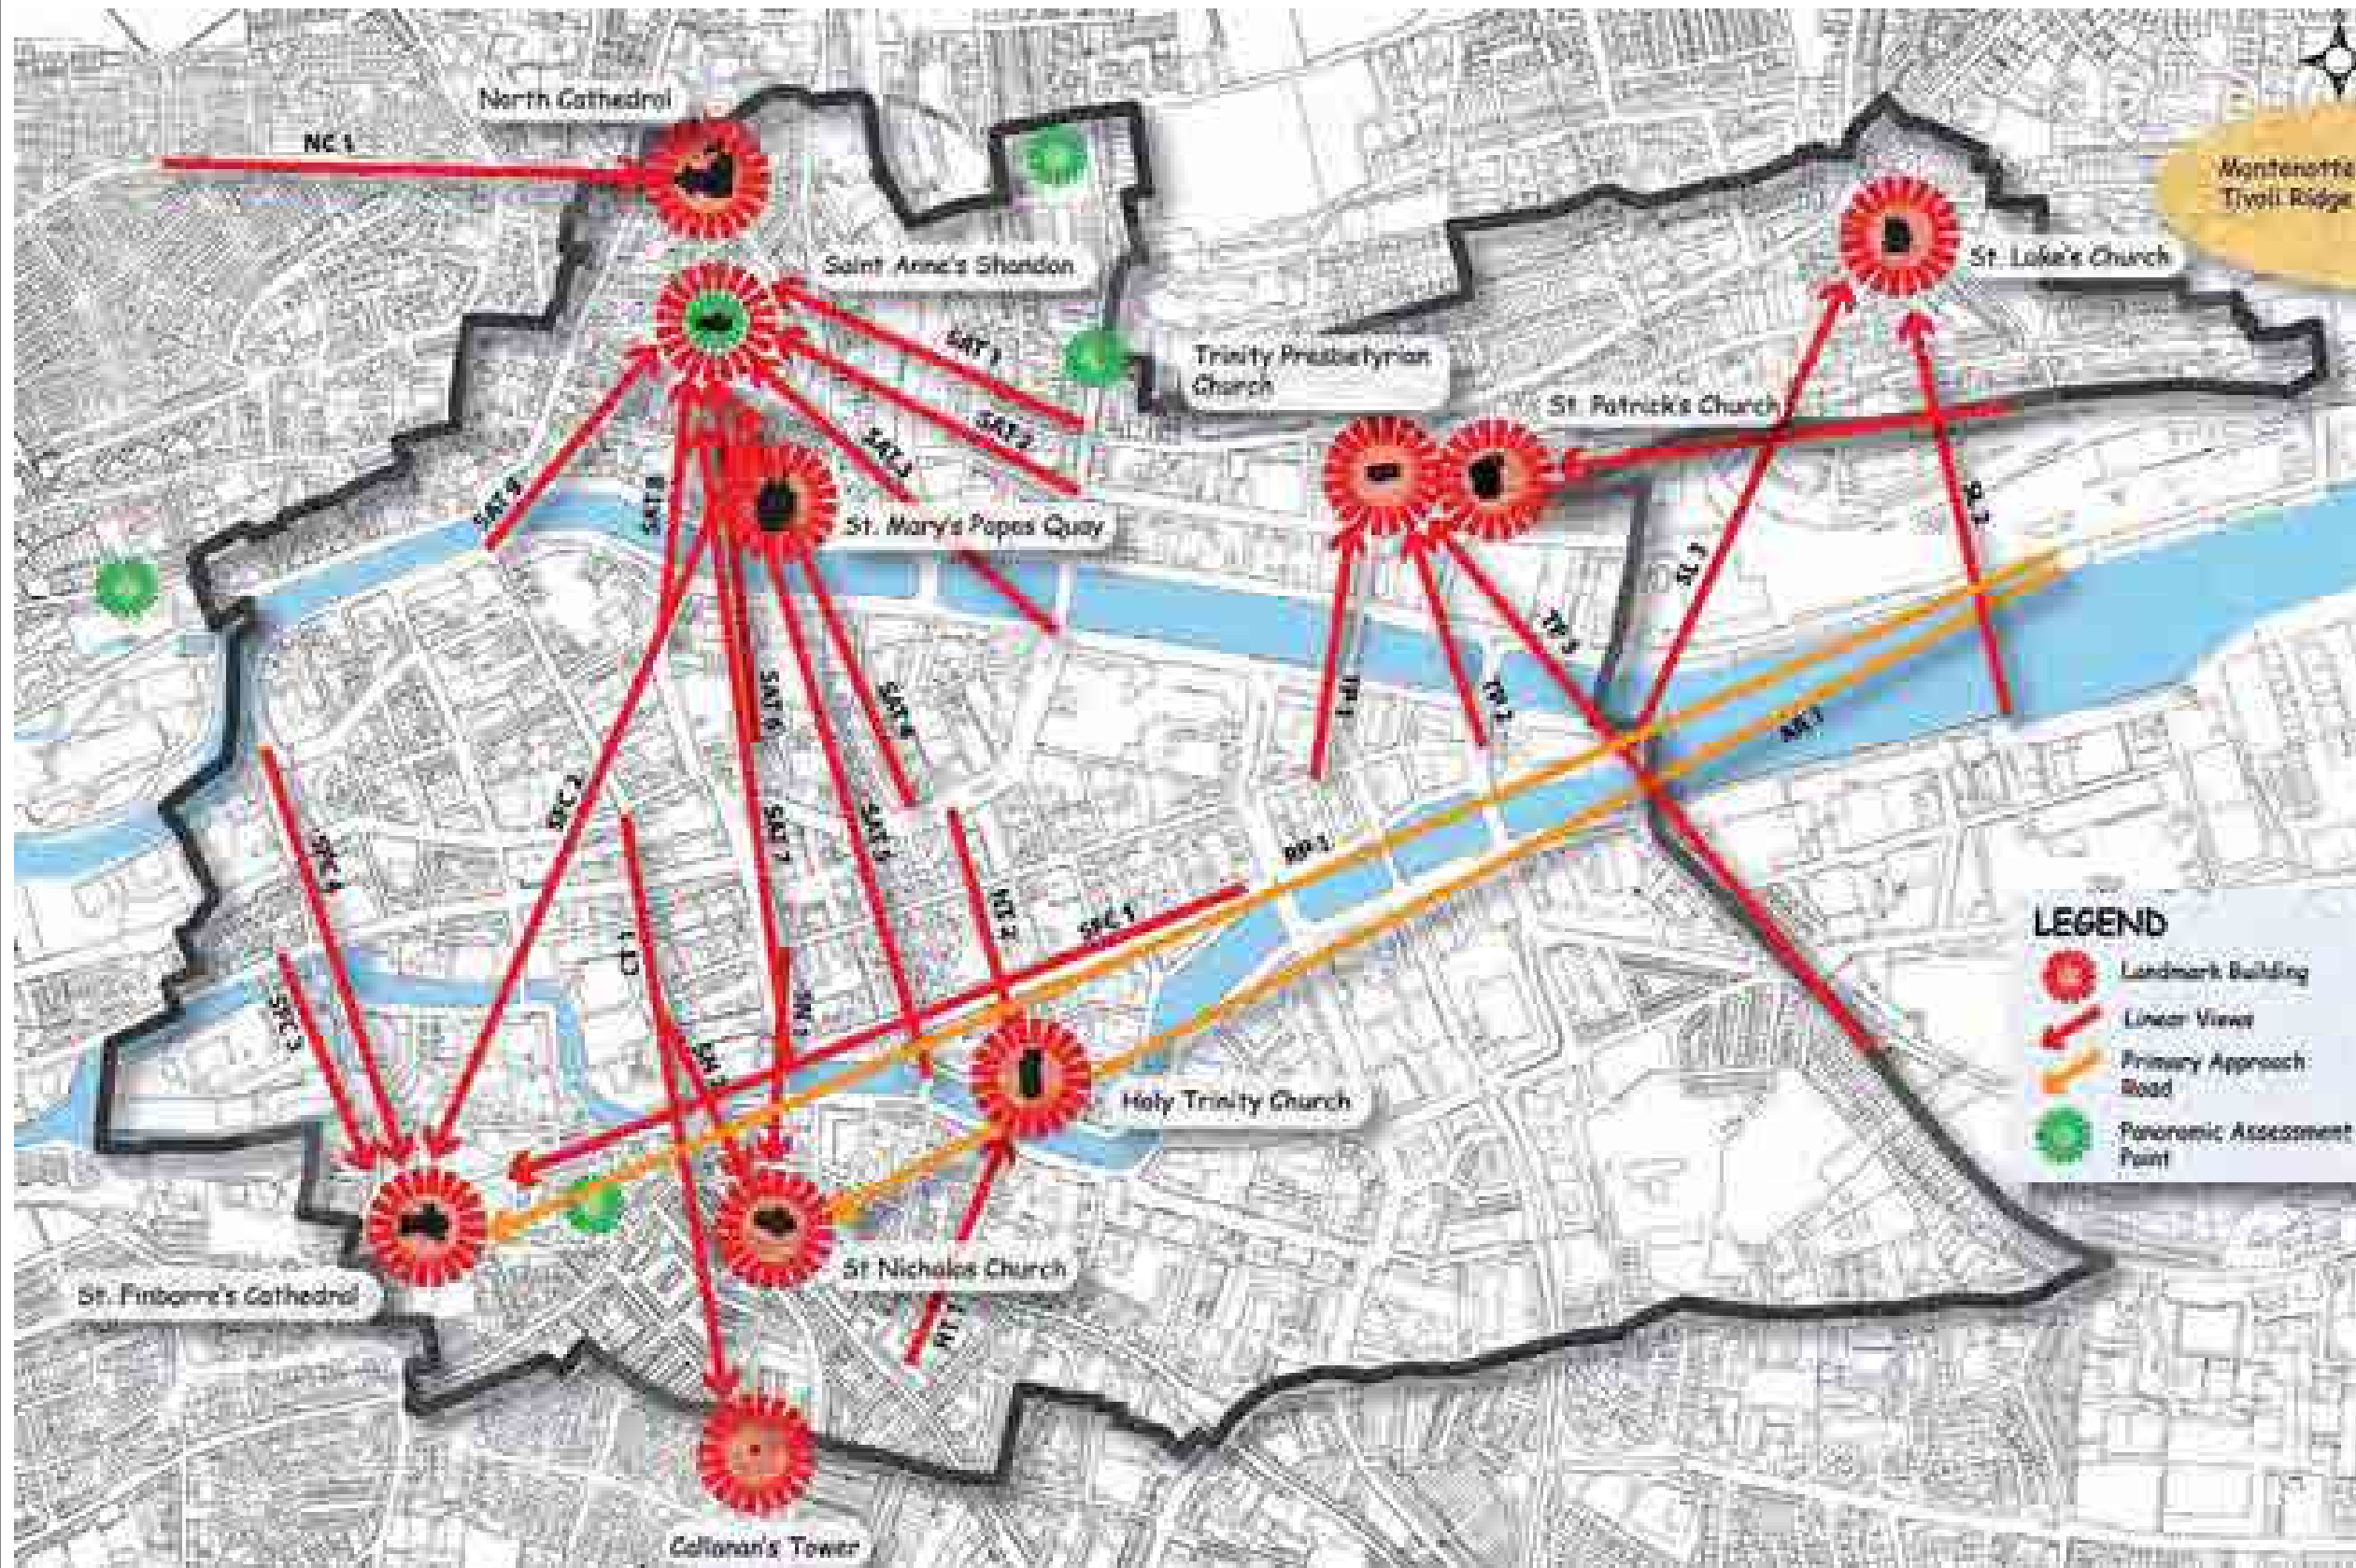 North Cathedral
NC 1
Montenotte
Tivoli Ridge
Saint Anne's Shandon
St. Luke's Church
SAT 2
Trinity Presbetyrian
Church
St. Patrick's Church
SAT 3
SAT 9
SAT 8
St. Mary's Popes Quay
SL 2
TP 3
TP 1
TP 2
SAT 6
SAT 4
AR 1
SFC 2
SAT 7
SAT 5
RP 1
SFC 4
HT 2
SFC 1
CT 1
SFC 3
SN 1
SN 2
LEGEND
Landmark Building
Linear Views
Primary Approach
Road
Panoramic Assessment
Point
Holy Trinity Church
St Nicholas Church
St. Finbarre's Cathedral
Callanan's Tower